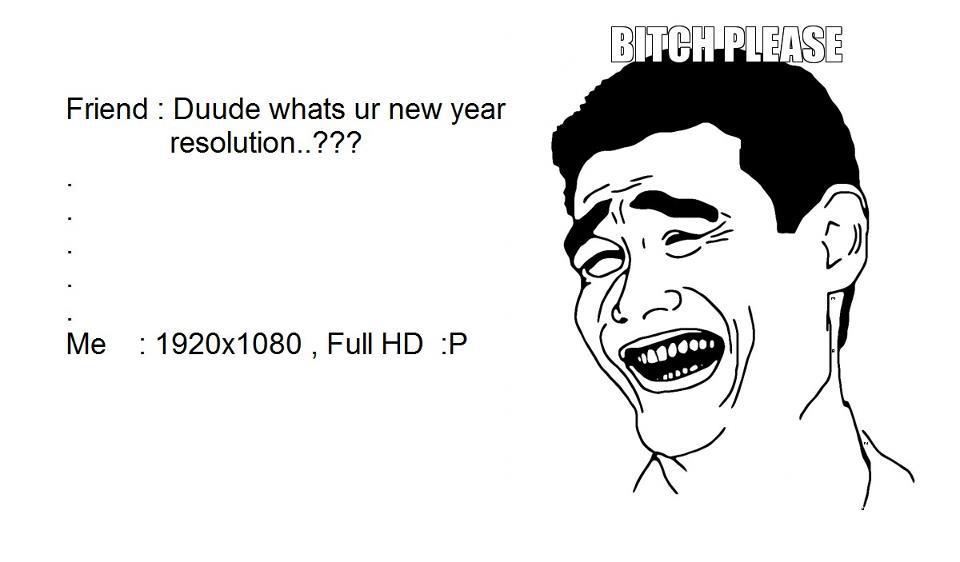 BITCH PLEASE
Friend : Duude whats ur new year
resolution..???
.
.
.
.
.
Me : 1920x1080 , Full HD :P